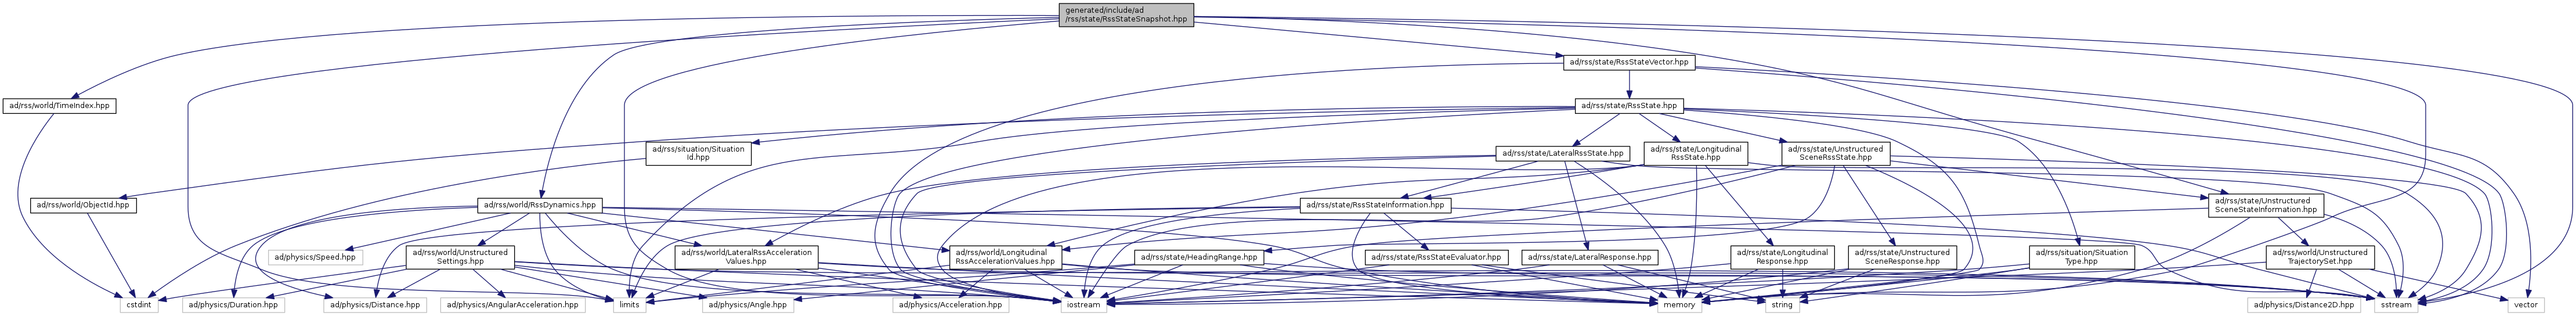 generated/include/ad
/rss/state/RssStateSnapshot.hpp
ad/rss/state/RssStateVector.hpp
ad/rss/world/TimeIndex.hpp
ad/rss/state/RssState.hpp
ad/rss/situation/Situation
Id.hpp
ad/rss/state/LateralRssState.hpp
ad/rss/state/Longitudinal
RssState.hpp
ad/rss/state/Unstructured
SceneRssState.hpp
ad/rss/world/ObjectId.hpp
ad/rss/world/RssDynamics.hpp
ad/rss/state/RssStateInformation.hpp
ad/rss/state/Unstructured
SceneStateInformation.hpp
ad/physics/Speed.hpp
ad/rss/world/Unstructured
Settings.hpp
ad/rss/world/LateralRssAcceleration
Values.hpp
ad/rss/world/Longitudinal
RssAccelerationValues.hpp
ad/rss/state/HeadingRange.hpp
ad/rss/state/RssStateEvaluator.hpp
ad/rss/state/LateralResponse.hpp
ad/rss/state/Longitudinal
Response.hpp
ad/rss/state/Unstructured
SceneResponse.hpp
ad/rss/situation/Situation
Type.hpp
ad/rss/world/Unstructured
TrajectorySet.hpp
cstdint
ad/physics/Duration.hpp
ad/physics/Distance.hpp
ad/physics/AngularAcceleration.hpp
limits
ad/physics/Angle.hpp
ad/physics/Acceleration.hpp
iostream
memory
string
ad/physics/Distance2D.hpp
sstream
vector